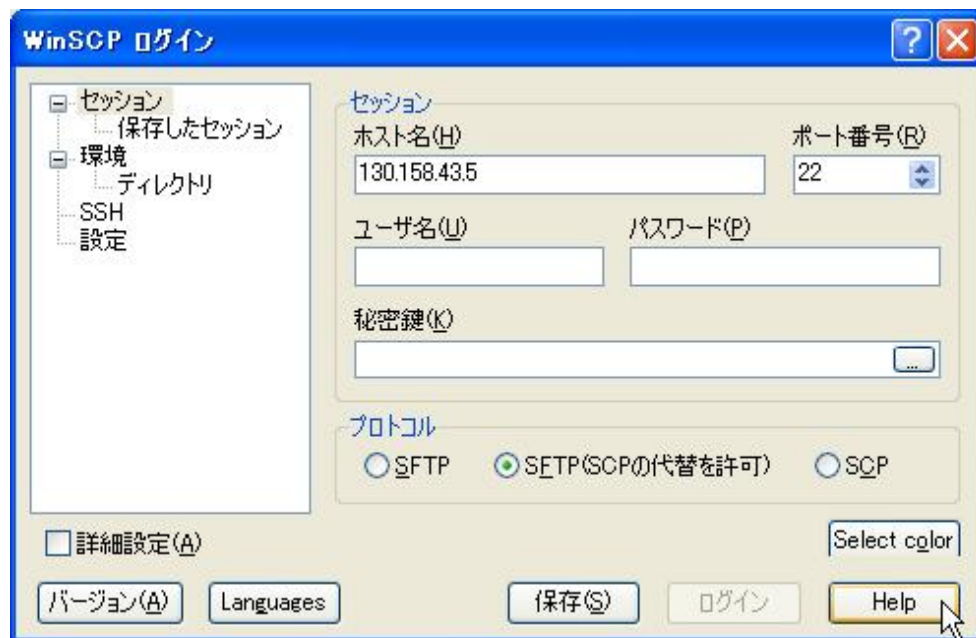 WinSCP ログイン
セッション
保存したセッション
環境
ディレクトリ
SSH
設定
セッション
ホスト名(H) ポート番号(R)
130.158.43.5 22
ユーザ名(U) パスワード(P)
秘密鍵(K)
...
プロトコル
SFTP SFTP(SCPの代替を許可) SCP
詳細設定(A)
Select color
バージョン(A) Languages 保存(S) ログイン Help